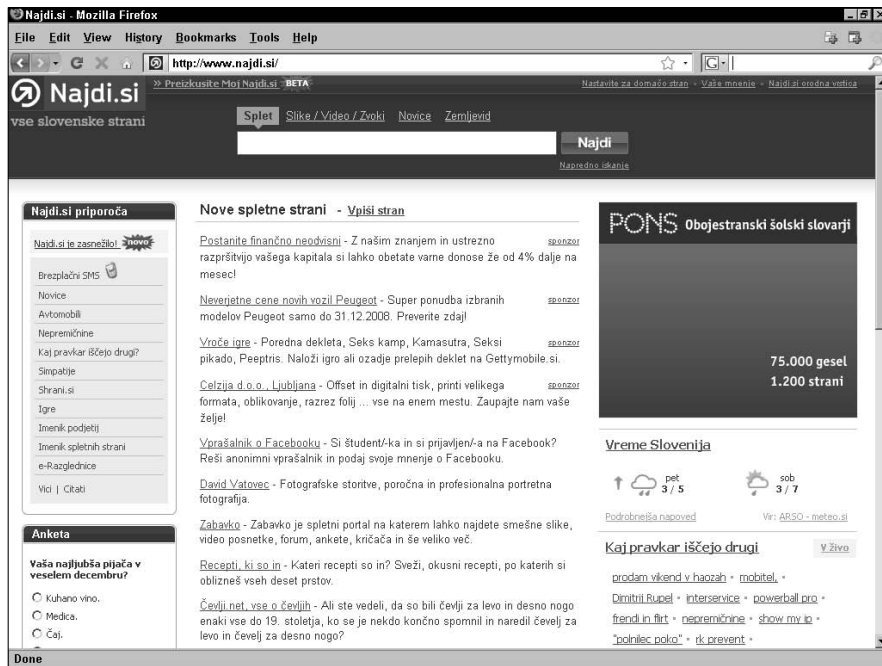 Najdi.si - Mozilla Firefox
File Edit View History Bookmarks Tools Help
http://www.najdi.si/
G
» Preizkusite Moj Najdi.si BETA
Nastavite za domačo stran • Vaše mnenje • Najdi.si orodna vrstica
Najdi.si
vse slovenske strani
Splet Slike / Video / Zvoki Novice Zemljevid
Najdi
Napredno iskanje
Najdi.si priporoča
Najdi.si je zasnežilo! novo
Brezplačni SMS
Novice
Avtomobili
Nepremičnine
Kaj pravkar iščejo drugi?
Simpatije
Shrani.si
Igre
Imenik podjetij
Imenik spletnih strani
e-Razglednice
Vici | Citati
Anketa
Vaša najljubša pijača v
veselem decembru?
Kuhano vino.
Medica.
Čaj.
Nove spletne strani - Vpiši stran
Postanite finančno neodvisni - Z našim znanjem in ustrezno sponzor
razpršitvijo vašega kapitala si lahko obetate varne donose že od 4% dalje na
mesec!
Neverjetne cene novih vozil Peugeot - Super ponudba izbranih sponzor
modelov Peugeot samo do 31.12.2008. Preverite zdaj!
Vroče igre - Poredna dekleta, Seks kamp, Kamasutra, Seksi sponzor
pikado, Peeptris. Naloži igro ali ozadje prelepih deklet na Gettymobile.si.
Celzija d.o.o., Ljubljana - Offset in digitalni tisk, printi velikega sponzor
formata, oblikovanje, razrez folij ... vse na enem mestu. Zaupajte nam vaše
želje!
Vprašalnik o Facebooku - Si študent/-ka in si prijavljen/-a na Facebook?
Reši anonimni vprašalnik in podaj svoje mnenje o Facebooku.
David Vatovec - Fotografske storitve, poročna in profesionalna portretna
fotografija.
Zabavko - Zabavko je spletni portal na katerem lahko najdete smešne slike,
video posnetke, forum, ankete, kričača in še veliko več.
Recepti, ki so in - Kateri recepti so in? Sveži, okusni recepti, po katerih si
oblizneš vseh deset prstov.
Čevlji.net, vse o čevljih - Ali ste vedeli, da so bili čevlji za levo in desno nogo
enaki vse do 19. stoletja, ko se je nekdo končno spomnil in naredil čevelj za
levo in čevelj za desno nogo?
PONS Obojestranski šolski slovarji
75.000 gesel
1.200 strani
Vreme Slovenija
pet
3 / 5
sob
3 / 7
Podrobnejša napoved Vir: ARSO - meteo.si
Kaj pravkar iščejo drugi V živo
prodam vikend v haozah • mobitel, •
Dimitrij Rupel • interservice • powerball pro •
frendi in flirt • nepremičnine • show my ip •
"polnilec poko" • rk prevent •
Done